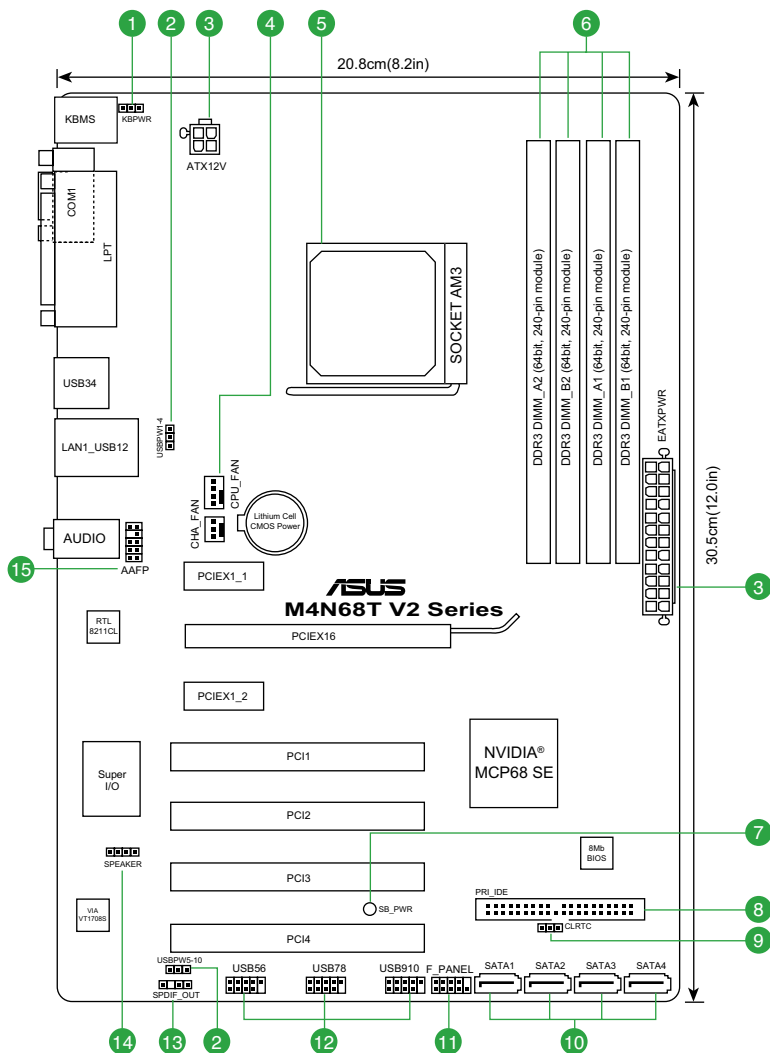 1
2
3
4
5
6
20.8cm(8.2in)
KBMS
KBPWR
ATX12V
COM1
LPT
SOCKET AM3
DDR3 DIMM_A2 (64bit, 240-pin module)
DDR3 DIMM_B2 (64bit, 240-pin module)
DDR3 DIMM_A1 (64bit, 240-pin module)
DDR3 DIMM_B1 (64bit, 240-pin module)
USB34
USBPW1-4
LAN1_USB12
EATXPWR
30.5cm(12.0in)
CPU_FAN
CHA_FAN
Lithium Cell
CMOS Power
AUDIO
AAFP
15
PCIEX1_1
3
ASUS
M4N68T V2 Series
RTL
8211CL
PCIEX16
PCIEX1_2
NVIDIA®
MCP68 SE
Super
I/O
PCI1
PCI2
7
8Mb
BIOS
SPEAKER
PCI3
PRI_IDE
8
VIA
VT1708S
SB_PWR
CLRTC
9
PCI4
USBPW5-10
USB56
USB78
USB910
F_PANEL
SATA1
SATA2
SATA3
SATA4
SPDIF_OUT
14
13
2
12
11
10